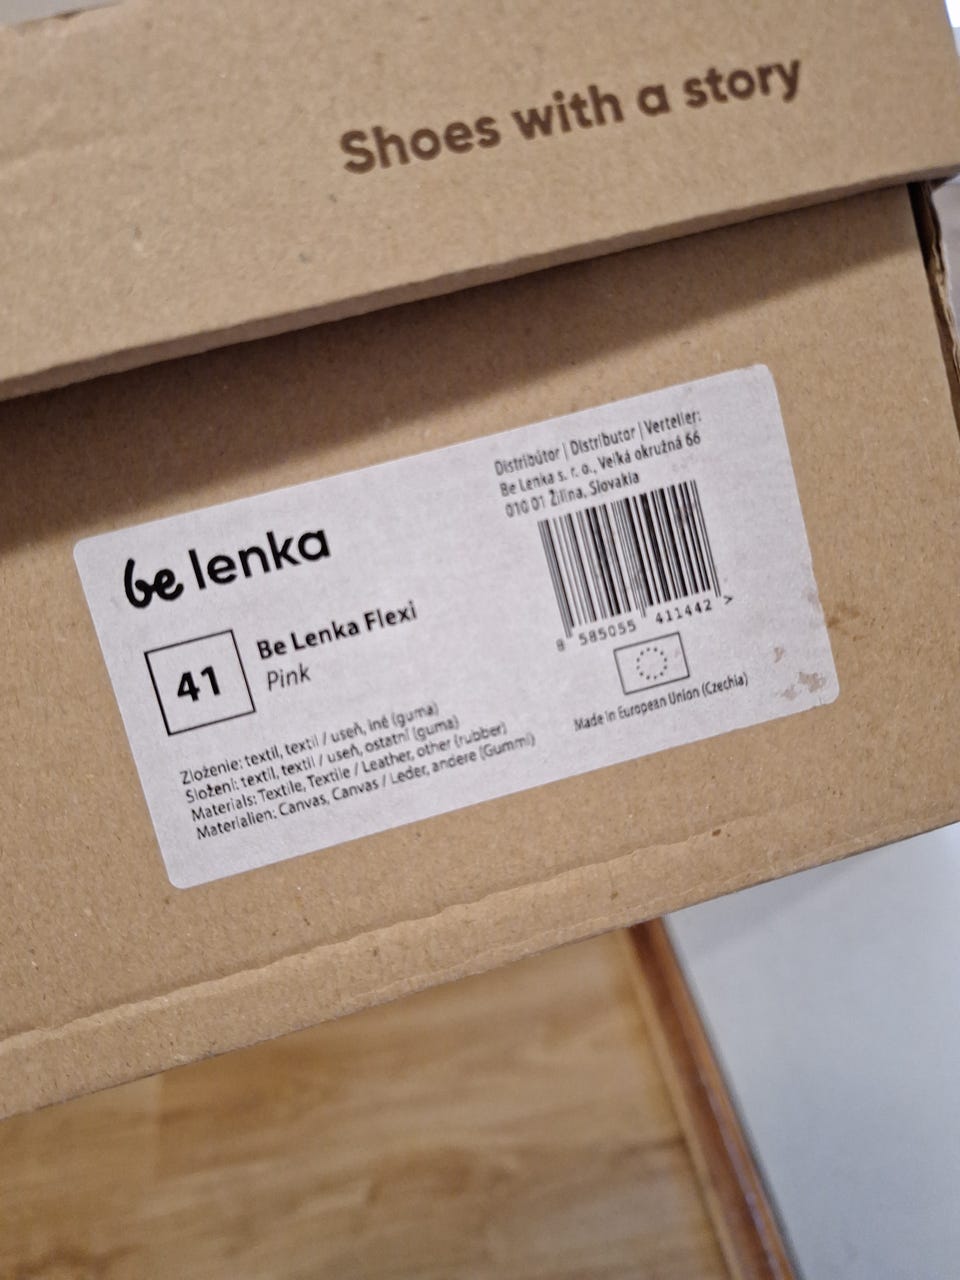 Shoes with a story
Distribútor | Distributor | Verteiler:
Be Lenka s. r. o., Veľká okružná 66
010 01 Žilina, Slovakia
be lenka
41
Be Lenka Flexi
Pink
8 585055 411442 >
Made in European Union (Czechia)
Zloženie: textil, textil / useň, iné (guma)
Složení: textil, textil / useň, ostatní (guma)
Materials: Textile, Textile / Leather, other (rubber)
Materialien: Canvas, Canvas / Leder, andere (Gummi)